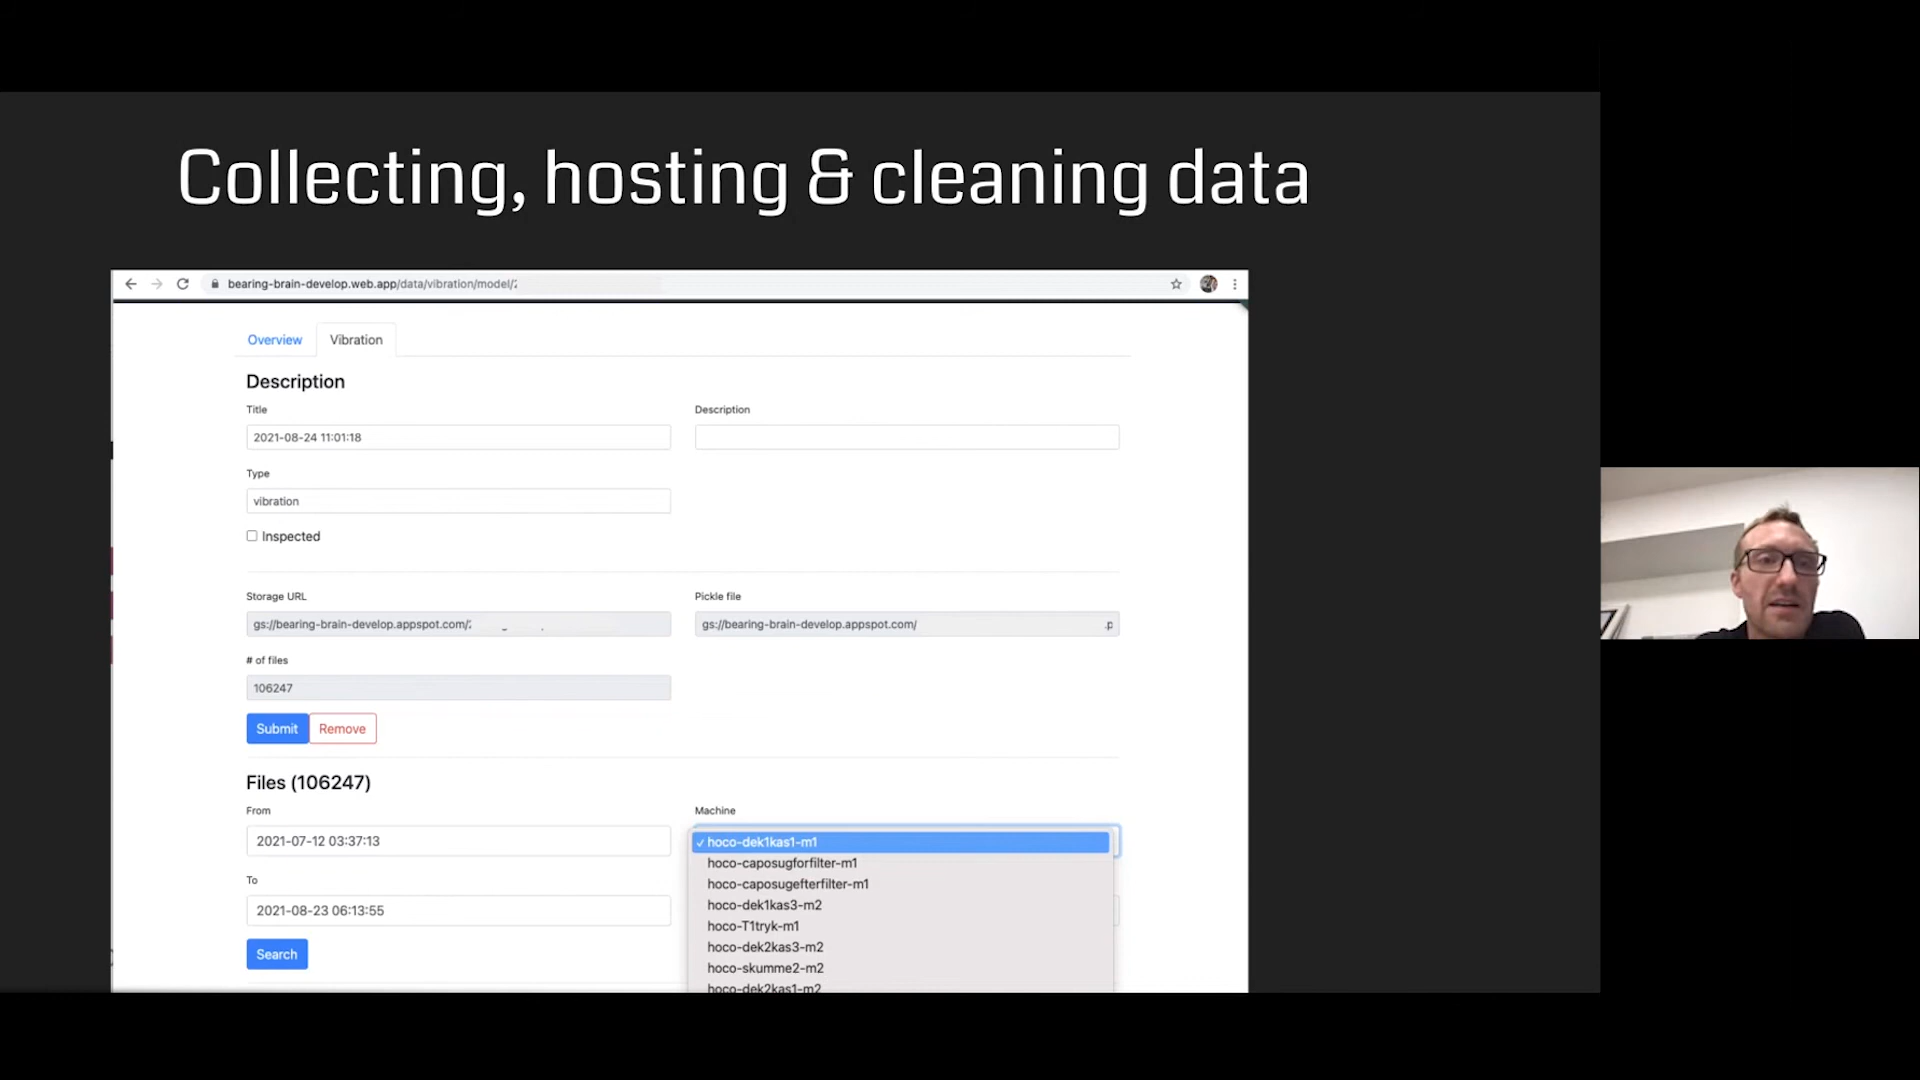 Collecting, hosting & cleaning data
bearing-brain-develop.web.app/data/vibration/model/
Overview Vibration
Description
Title Description
2021-08-24 11:01:18
Type
vibration
Inspected
Storage URL Pickle file
gs://bearing-brain-develop.appspot.com/ gs://bearing-brain-develop.appspot.com/ .p
# of files
106247
Submit Remove
Files (106247)
From Machine
2021-07-12 03:37:13 ✓ hoco-dek1kas1-m1
hoco-caposugforfilter-m1
To hoco-caposugefterfilter-m1
2021-08-23 06:13:55 hoco-dek1kas3-m2
hoco-T1tryk-m1
Search hoco-dek2kas3-m2
hoco-skumme2-m2
hoco-dek2kas1-m2